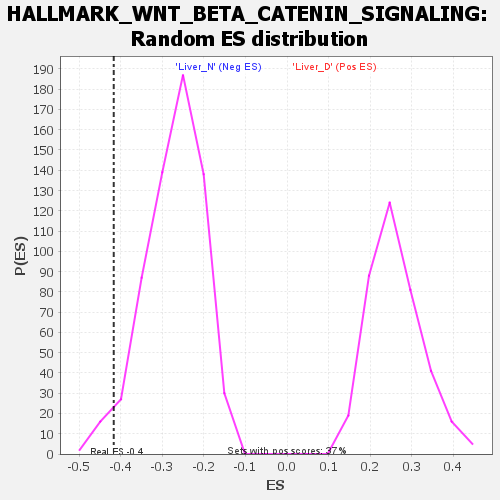 HALLMARK_WNT_BETA_CATENIN_SIGNALING:
Random ES distribution
'Liver_N' (Neg ES) 'Liver_D' (Pos ES)
190
180
170
160
150
140
130
120
110
100
90
80
70
60
50
40
30
20
10
0
P(ES)
Real ES -0.4 Sets with pos scores: 37%
-0.5 -0.4 -0.3 -0.2 -0.1 0.0 0.1 0.2 0.3 0.4
ES